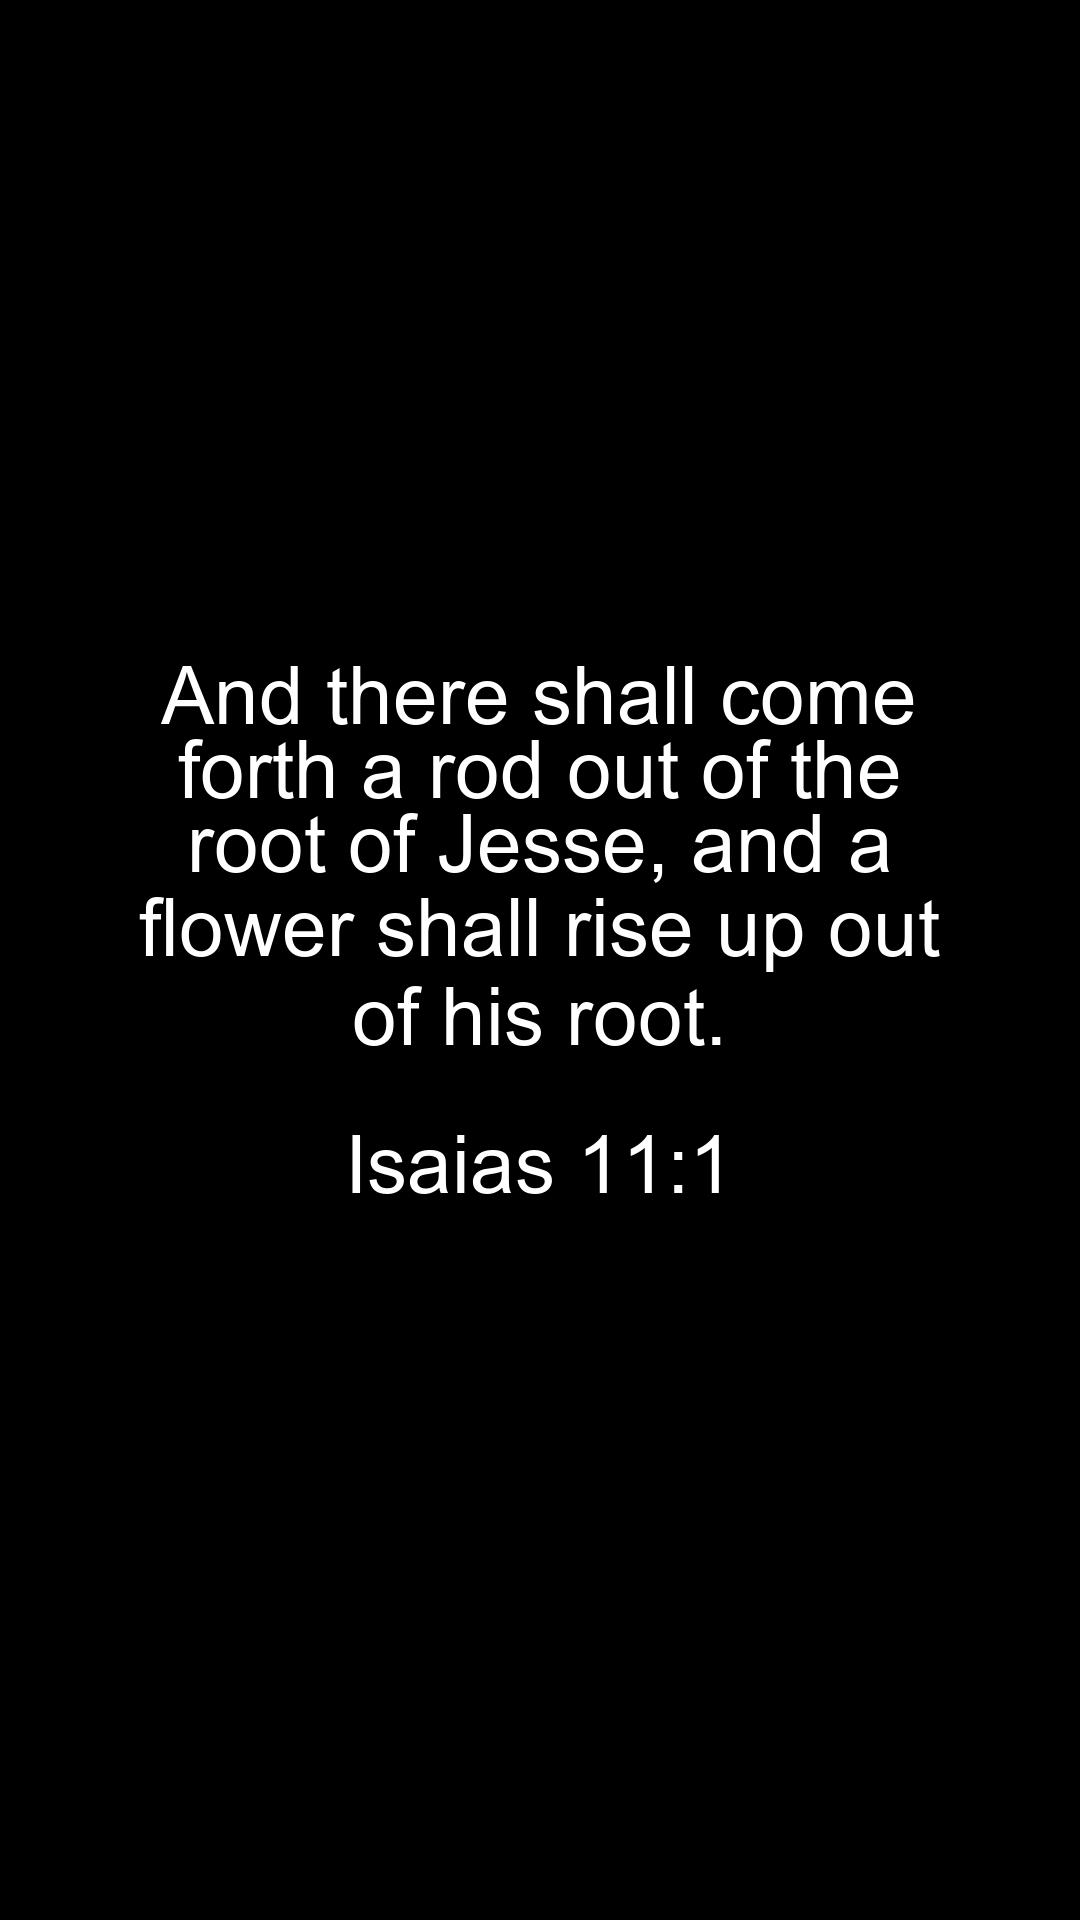 And there shall come
forth a rod out of the
root of Jesse, and a
flower shall rise up out
of his root.
Isaias 11:1